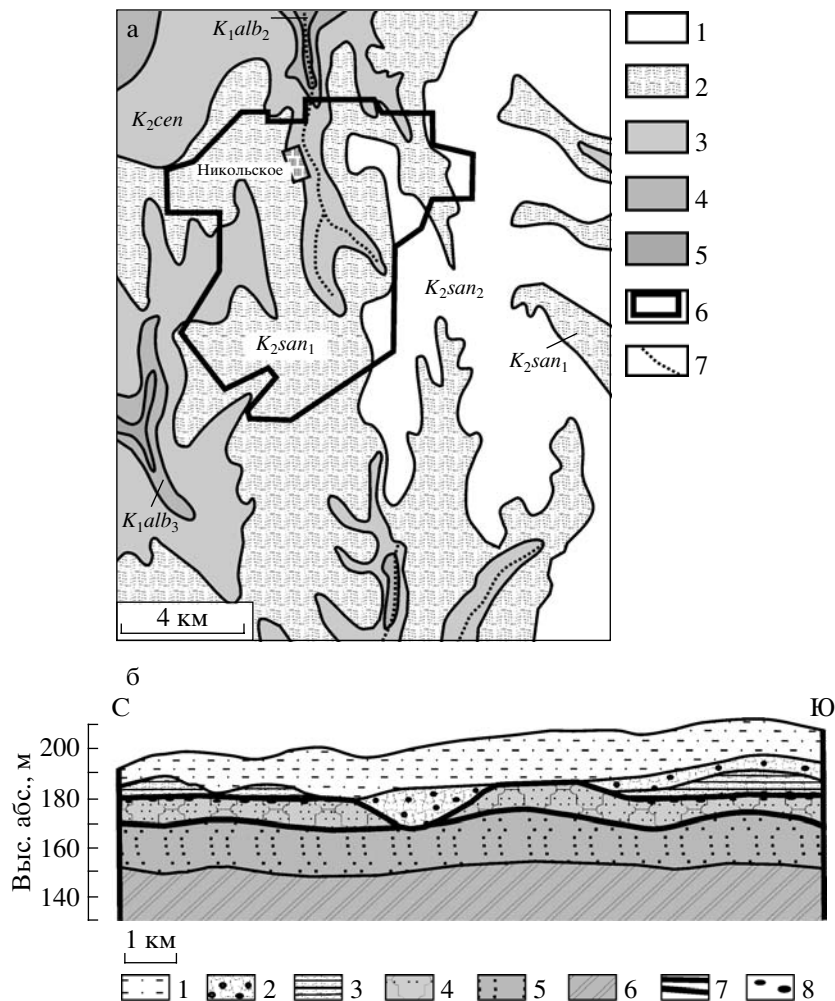 а
K₁alb₂
K₂cen
Никольское
K₂san₂
K₂san₁
K₂san₁
K₁alb₃
4 км
1
2
3
4
5
6
7
б
С Ю
Выс. абс., м
200
180
160
140
1 км
1 2 3 4 5 6 7 8